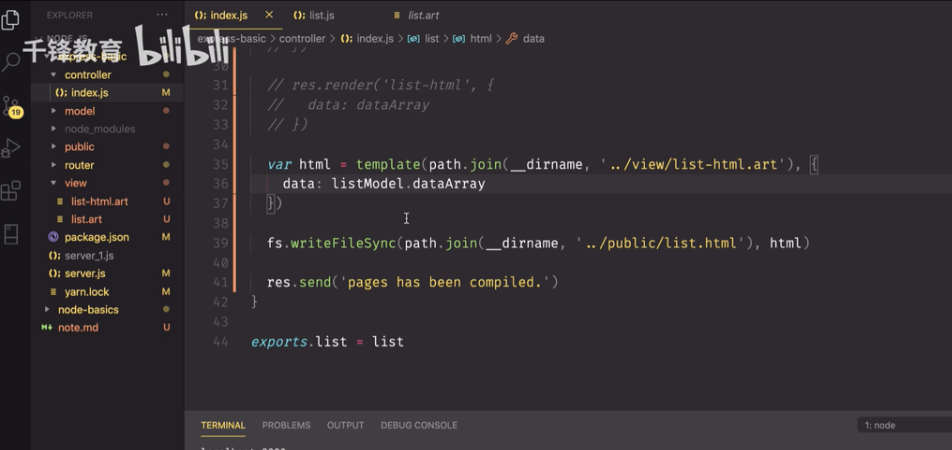 EXPLORER ···
index.js ×
list.js
list.art
千锋教育 bilibili
express-basic > controller > index.js > list > html > data
controller
index.js M
model
node_modules
public
router
view
list-html.art U
list.art U
package.json M
server_1.js
server.js M
yarn.lock M
node-basics
note.md U
19
30 // })
31 // res.render('list-html', {
32 //   data: dataArray
33 // })
34
35 var html = template(path.join(__dirname, '../view/list-html.art'), {
36   data: listModel.dataArray
37 })
38
39 fs.writeFileSync(path.join(__dirname, '../public/list.html'), html)
40
41 res.send('pages has been compiled.')
42 }
43
44 exports.list = list
TERMINAL PROBLEMS OUTPUT DEBUG CONSOLE 1: node